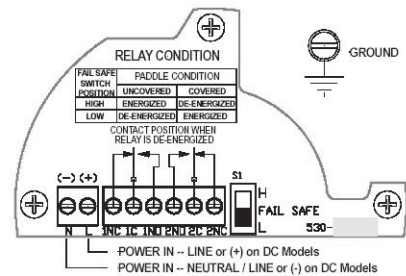 RELAY CONDITION
FAIL SAFE SWITCH POSITION
PADDLE CONDITION
UNCOVERED COVERED
HIGH ENERGIZED DE-ENERGIZED
LOW DE-ENERGIZED ENERGIZED
CONTACT POSITION WHEN
RELAY IS DE-ENERGIZED
GROUND
(-) (+)
S1
H
FAIL SAFE
L
530-
N L 1NC 1C 1NO 2NO 2C 2NC
POWER IN -- LINE or (+) on DC Models
POWER IN -- NEUTRAL / LINE or (-) on DC Models